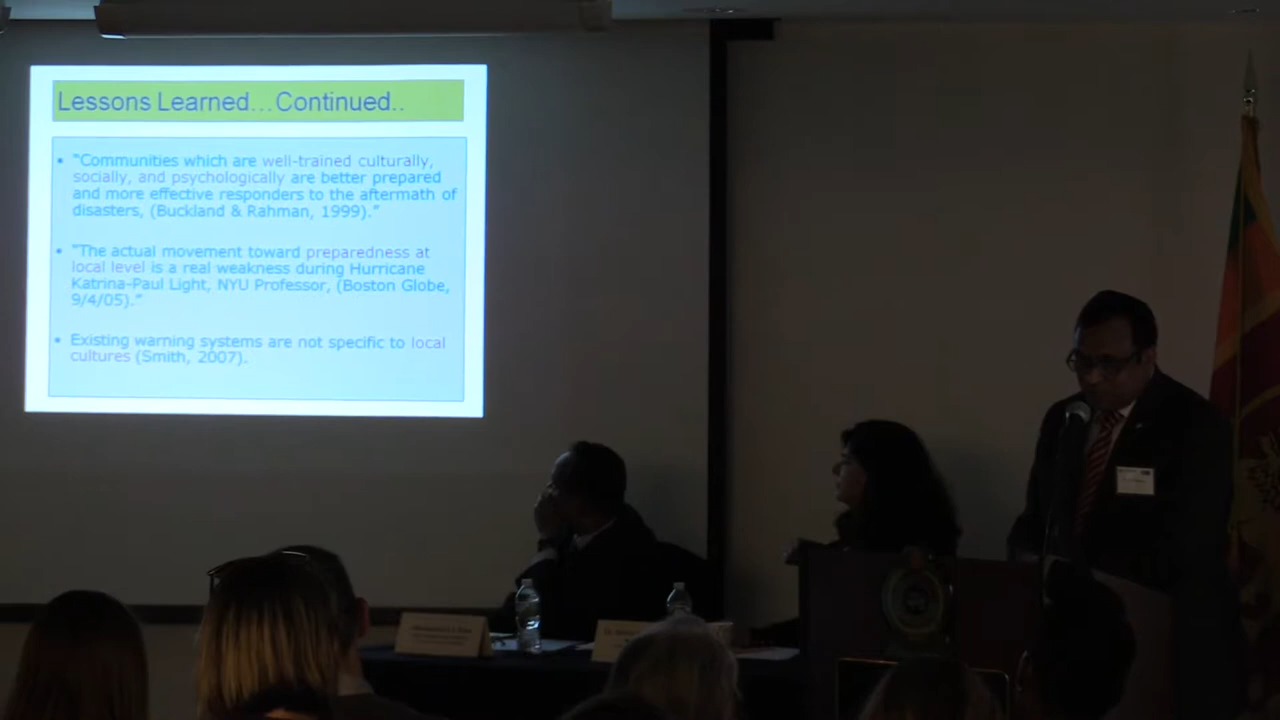 Lessons Learned...Continued..
• "Communities which are well-trained culturally,
socially, and psychologically are better prepared
and more effective responders to the aftermath of
disasters, (Buckland & Rahman, 1999)."
• "The actual movement toward preparedness at
local level is a real weakness during Hurricane
Katrina-Paul Light, NYU Professor, (Boston Globe,
9/4/05)."
• Existing warning systems are not specific to local
cultures (Smith, 2007).